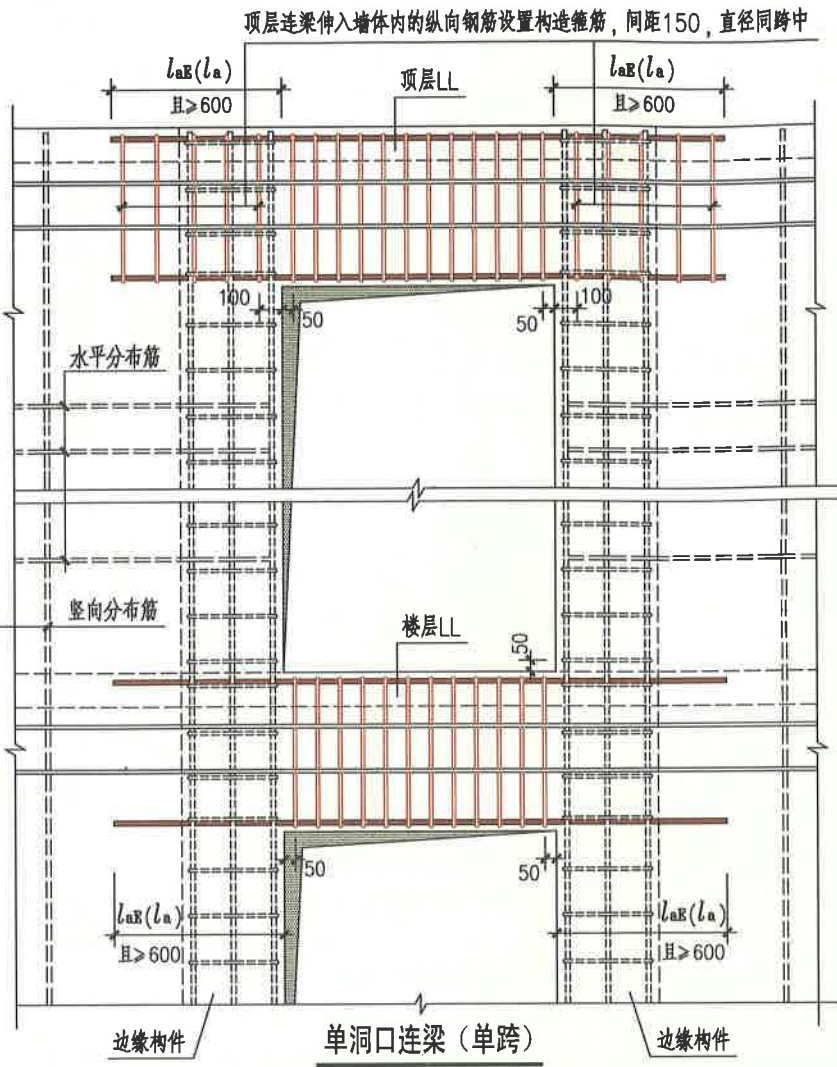 顶层连梁伸入墙体内的纵向钢筋设置构造箍筋，间距150，直径同跨中
laE(la)
且≥600
顶层LL
laE(la)
且≥600
100
50
50
100
水平分布筋
竖向分布筋
楼层LL
50
50
50
laE(la)
且≥600
laE(la)
且≥600
边缘构件
单洞口连梁（单跨）
边缘构件